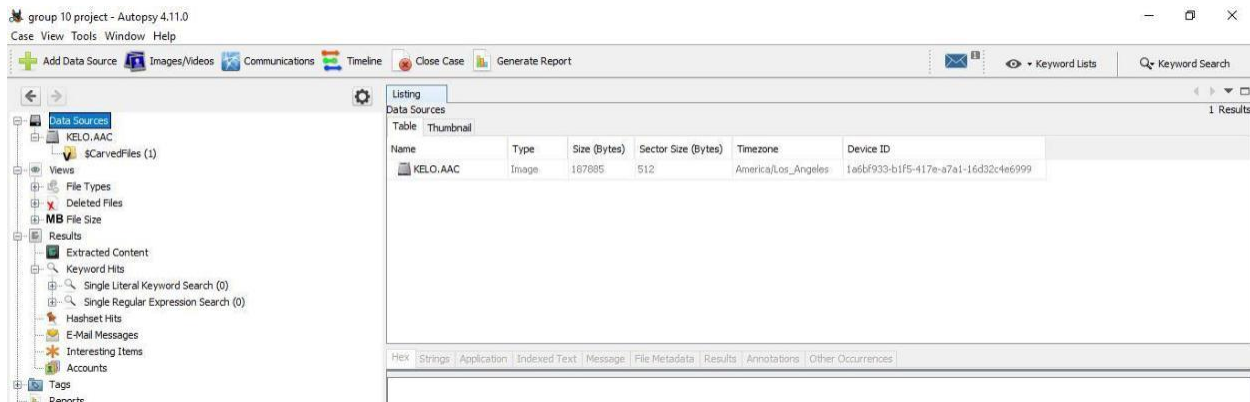 group 10 project - Autopsy 4.11.0
Case View Tools Window Help
Add Data Source Images/Videos Communications Timeline Close Case Generate Report 1 Keyword Lists Keyword Search
Data Sources
KELO.AAC
$CarvedFiles (1)
Views
File Types
Deleted Files
MB File Size
Results
Extracted Content
Keyword Hits
Single Literal Keyword Search (0)
Single Regular Expression Search (0)
Hashset Hits
E-Mail Messages
Interesting Items
Accounts
Tags
Reports
Listing
Data Sources 1 Results
Table Thumbnail
Name Type Size (Bytes) Sector Size (Bytes) Timezone Device ID
KELO.AAC Image 187885 512 America/Los_Angeles 1a6bf933-b1f5-417e-a7a1-16d32c4e6999
Hex Strings Application Indexed Text Message File Metadata Results Annotations Other Occurrences